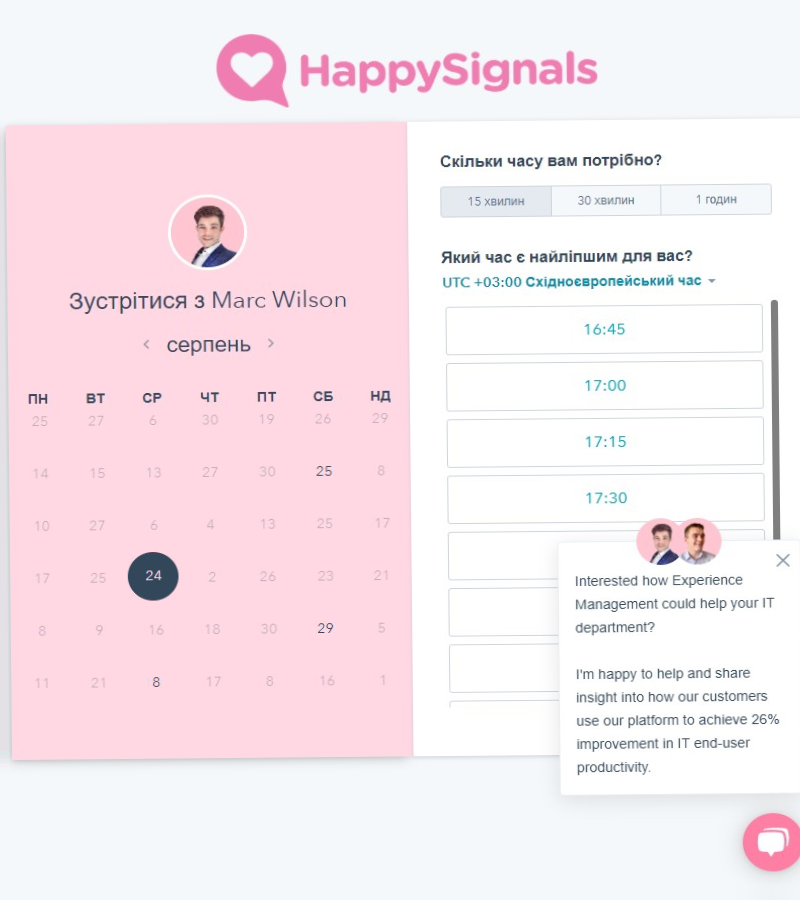 HappySignals
Зустрітися з Marc Wilson
серпень
ПН ВТ СР ЧТ ПТ СБ НД
25 27 6 30 19 26 29
14 15 13 27 30 25 8
10 27 6 4 13 25 17
17 25 24 2 26 23 21
8 9 16 18 30 29 5
11 21 8 17 8 16 1
Скільки часу вам потрібно?
15 хвилин 30 хвилин 1 годин
Який час є найліпшим для вас?
UTC +03:00 Східноєвропейський час
16:45
17:00
17:15
17:30
Interested how Experience
Management could help your IT
department?
I'm happy to help and share
insight into how our customers
use our platform to achieve 26%
improvement in IT end-user
productivity.